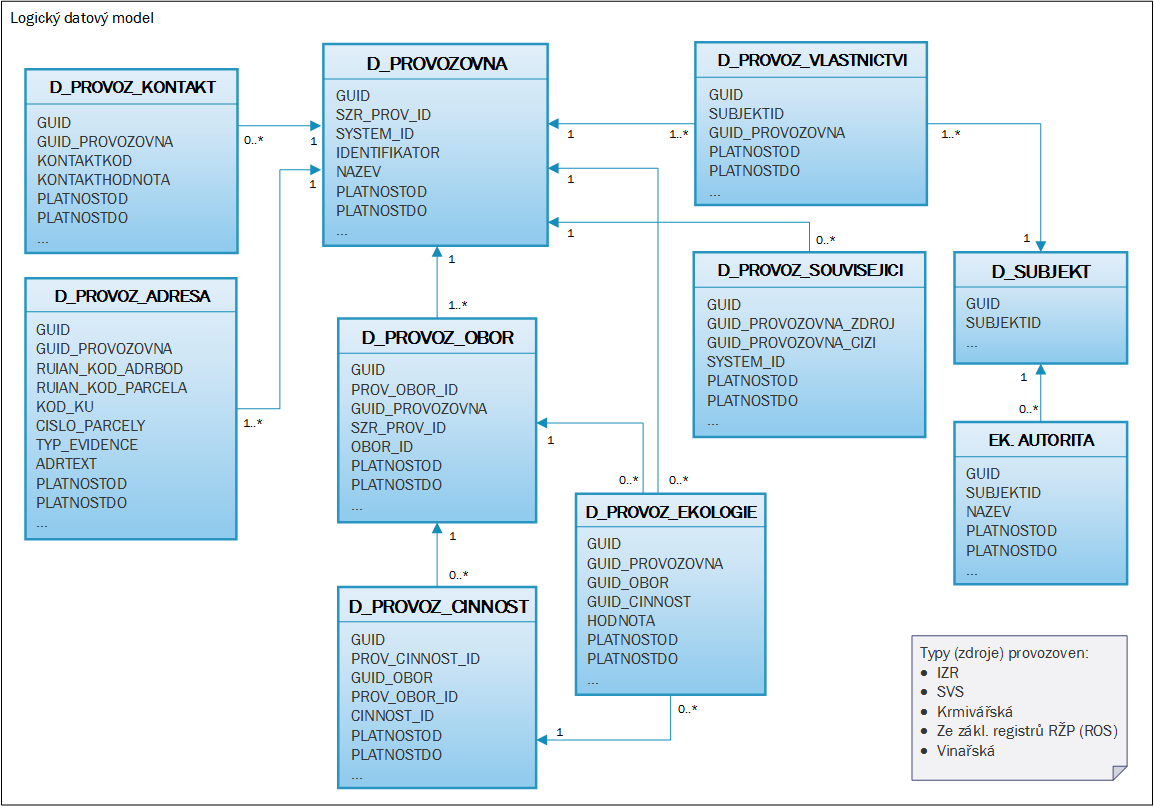 Logický datový model
D_PROVOZ_KONTAKT
GUID
GUID_PROVOZOVNA
KONTAKTKOD
KONTAKTHODNOTA
PLATNOSTOD
PLATNOSTDO
...
0..*
1
D_PROVOZOVNA
GUID
SZR_PROV_ID
SYSTEM_ID
IDENTIFIKATOR
NAZEV
PLATNOSTOD
PLATNOSTDO
...
1
1
1
1
1..*
D_PROVOZ_VLASTNICTVI
GUID
SUBJEKTID
GUID_PROVOZOVNA
PLATNOSTOD
PLATNOSTDO
...
1..*
1
D_PROVOZ_ADRESA
GUID
GUID_PROVOZOVNA
RUIAN_KOD_ADRBOD
RUIAN_KOD_PARCELA
KOD_KU
CISLO_PARCELY
TYP_EVIDENCE
ADRTEXT
PLATNOSTOD
PLATNOSTDO
...
1..*
1
1..*
D_PROVOZ_OBOR
GUID
PROV_OBOR_ID
GUID_PROVOZOVNA
SZR_PROV_ID
OBOR_ID
PLATNOSTOD
PLATNOSTDO
...
1
0..*
D_PROVOZ_SOUVISEJICI
GUID
GUID_PROVOZOVNA_ZDROJ
GUID_PROVOZOVNA_CIZI
SYSTEM_ID
PLATNOSTOD
PLATNOSTDO
...
D_SUBJEKT
GUID
SUBJEKTID
...
1
0..*
EK. AUTORITA
GUID
SUBJEKTID
NAZEV
PLATNOSTOD
PLATNOSTDO
...
0..*
0..*
D_PROVOZ_EKOLOGIE
GUID
GUID_PROVOZOVNA
GUID_OBOR
GUID_CINNOST
HODNOTA
PLATNOSTOD
PLATNOSTDO
...
0..*
1
1
0..*
D_PROVOZ_CINNOST
GUID
PROV_CINNOST_ID
GUID_OBOR
PROV_OBOR_ID
CINNOST_ID
PLATNOSTOD
PLATNOSTDO
...
Typy (zdroje) provozoven:
● IZR
● SVS
● Krmivářská
● Ze zákl. registrů RŽP (ROS)
● Vinařská